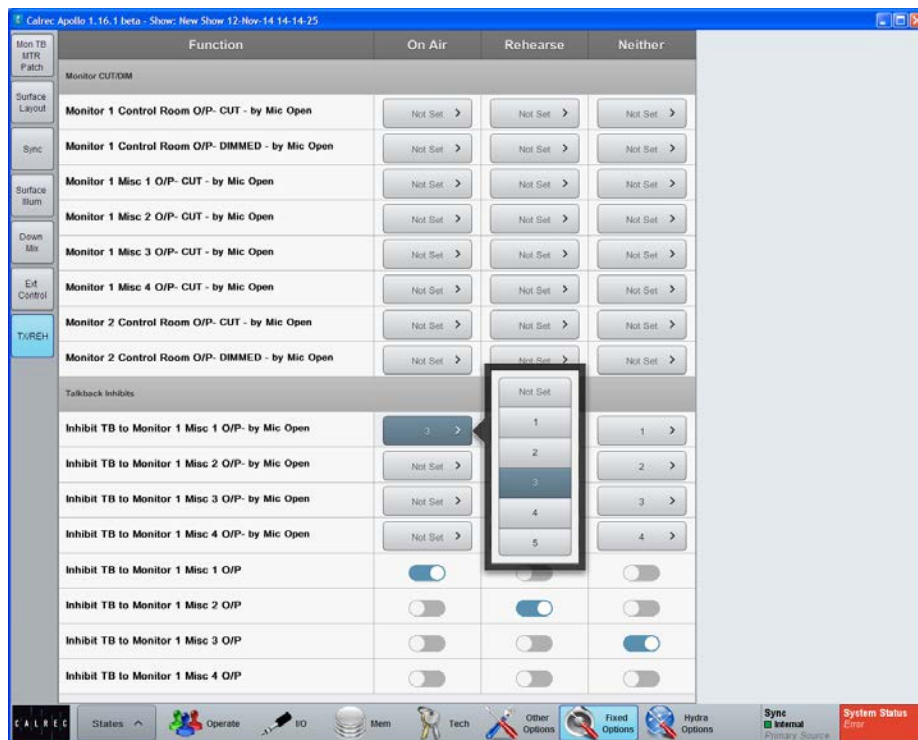 Calrec Apollo 1.16.1 beta - Show: New Show 12-Nov-14 14-14-25
Mon TB
MTR
Patch
Surface
Layout
Sync
Surface
Illum
Down
Mix
Ext
Control
TX/REH
Function On Air Rehearse Neither
Monitor CUT/DIM
Monitor 1 Control Room O/P- CUT - by Mic Open Not Set > Not Set > Not Set >
Monitor 1 Control Room O/P- DIMMED - by Mic Open Not Set > Not Set > Not Set >
Monitor 1 Misc 1 O/P- CUT - by Mic Open Not Set > Not Set > Not Set >
Monitor 1 Misc 2 O/P- CUT - by Mic Open Not Set > Not Set > Not Set >
Monitor 1 Misc 3 O/P- CUT - by Mic Open Not Set > Not Set > Not Set >
Monitor 1 Misc 4 O/P- CUT - by Mic Open Not Set > Not Set > Not Set >
Monitor 2 Control Room O/P- CUT - by Mic Open Not Set > Not Set > Not Set >
Monitor 2 Control Room O/P- DIMMED - by Mic Open Not Set > Not Set > Not Set >
Talkback Inhibits
Inhibit TB to Monitor 1 Misc 1 O/P- by Mic Open 3 > 1 >
Inhibit TB to Monitor 1 Misc 2 O/P- by Mic Open Not Set > 2 >
Inhibit TB to Monitor 1 Misc 3 O/P- by Mic Open Not Set > 3 >
Inhibit TB to Monitor 1 Misc 4 O/P- by Mic Open Not Set > 4 >
Not Set
1
2
3
4
5
Inhibit TB to Monitor 1 Misc 1 O/P
Inhibit TB to Monitor 1 Misc 2 O/P
Inhibit TB to Monitor 1 Misc 3 O/P
Inhibit TB to Monitor 1 Misc 4 O/P
CALREC States Operate I/O Mem Tech Other Options Fixed Options Hydra Options
Sync
Internal
Primary Source
System Status
Error